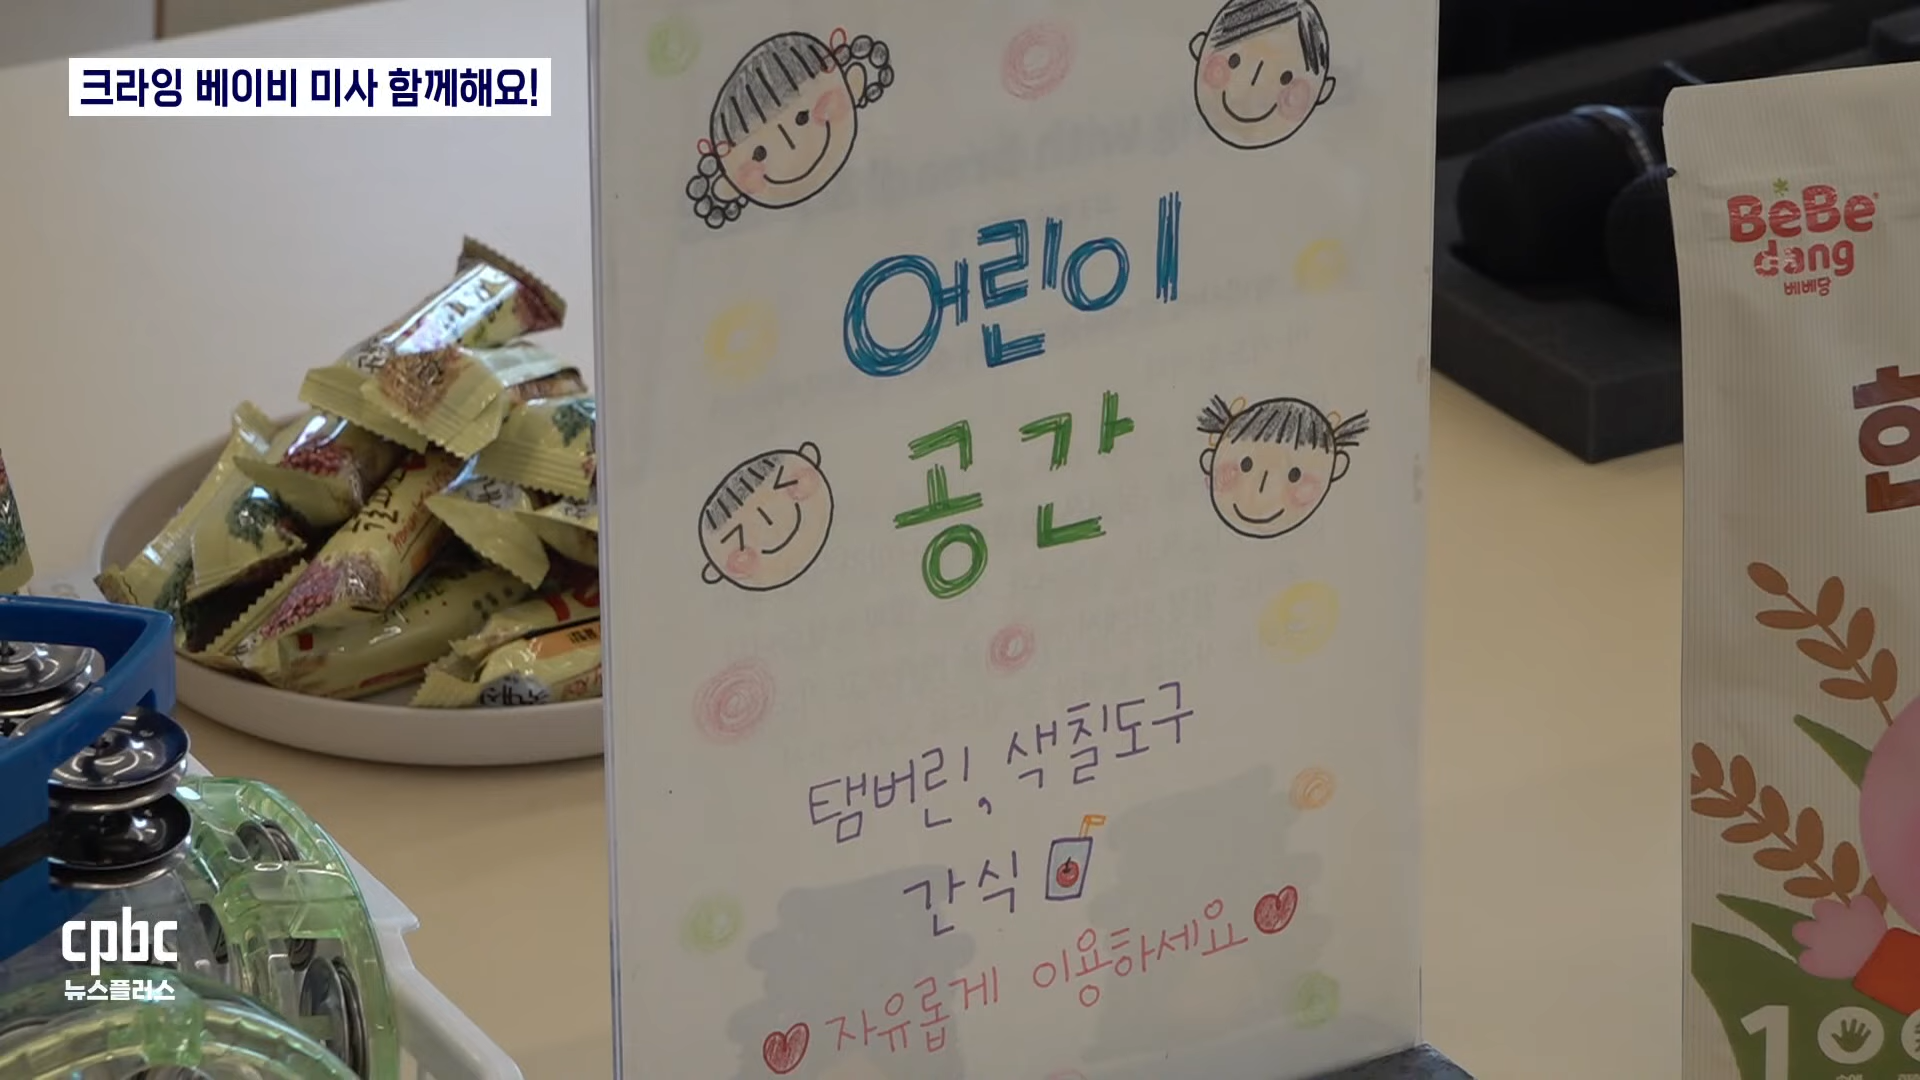 크라잉 베이비 미사 함께해요!
어린이
공간
탬버린, 색칠도구
간식
자유롭게 이용하세요
BeBe
dang
베베당
한
1
cpbc
뉴스플러스